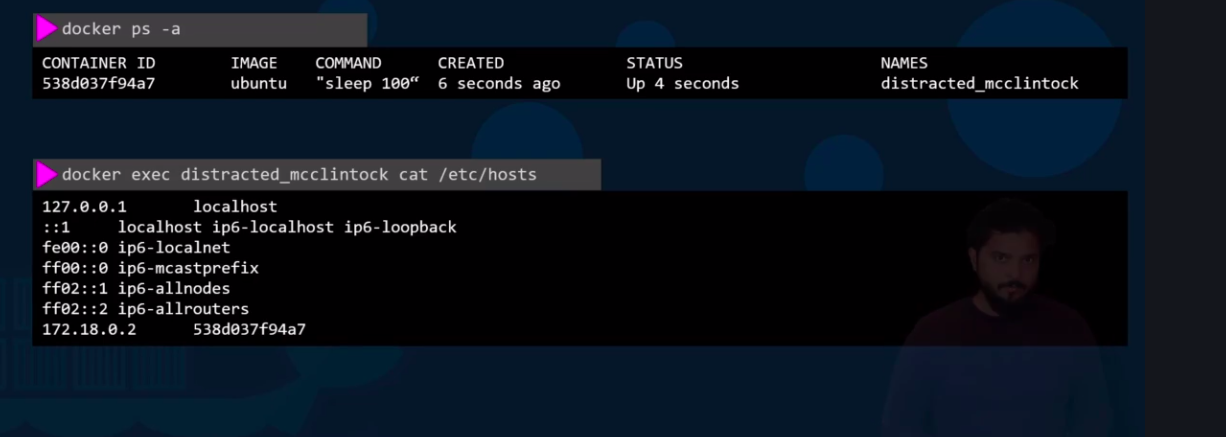 docker ps -a
CONTAINER ID IMAGE COMMAND CREATED STATUS NAMES
538d037f94a7 ubuntu "sleep 100“ 6 seconds ago Up 4 seconds distracted_mcclintock
docker exec distracted_mcclintock cat /etc/hosts
127.0.0.1 localhost
::1 localhost ip6-localhost ip6-loopback
fe00::0 ip6-localnet
ff00::0 ip6-mcastprefix
ff02::1 ip6-allnodes
ff02::2 ip6-allrouters
172.18.0.2 538d037f94a7